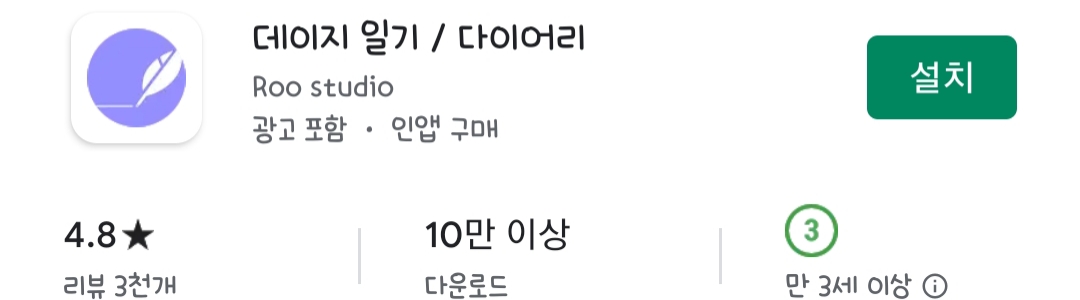 데이지 일기 / 다이어리
Roo studio
광고 포함 · 인앱 구매
설치
4.8★
리뷰 3천개
10만 이상
다운로드
3
만 3세 이상 ⓘ